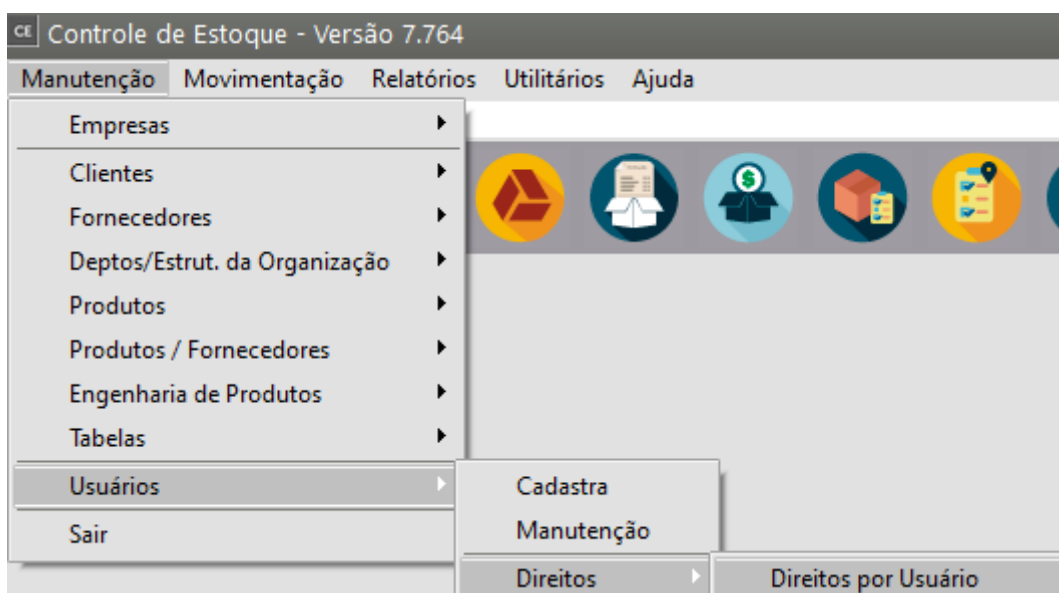 CE Controle de Estoque - Versão 7.764
Manutenção Movimentação Relatórios Utilitários Ajuda
Empresas
Clientes
Fornecedores
Deptos/Estrut. da Organização
Produtos
Produtos / Fornecedores
Engenharia de Produtos
Tabelas
Usuários
Sair
Cadastra
Manutenção
Direitos
Direitos por Usuário